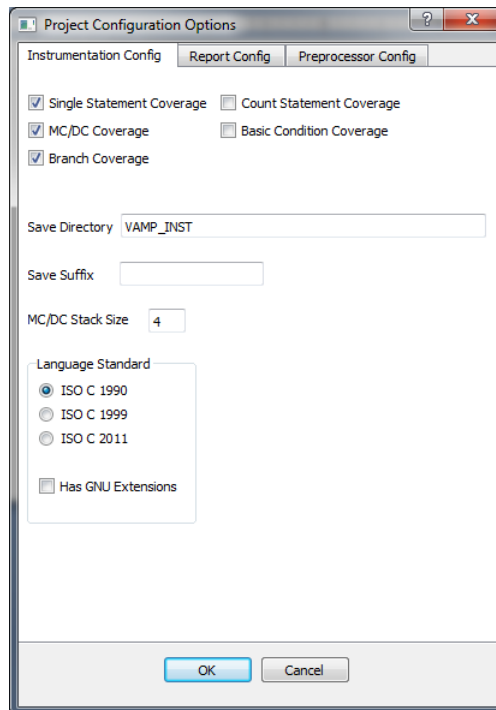 Project Configuration Options
Instrumentation Config Report Config Preprocessor Config
Single Statement Coverage Count Statement Coverage
MC/DC Coverage Basic Condition Coverage
Branch Coverage
Save Directory VAMP_INST
Save Suffix
MC/DC Stack Size 4
Language Standard
ISO C 1990
ISO C 1999
ISO C 2011
Has GNU Extensions
OK Cancel